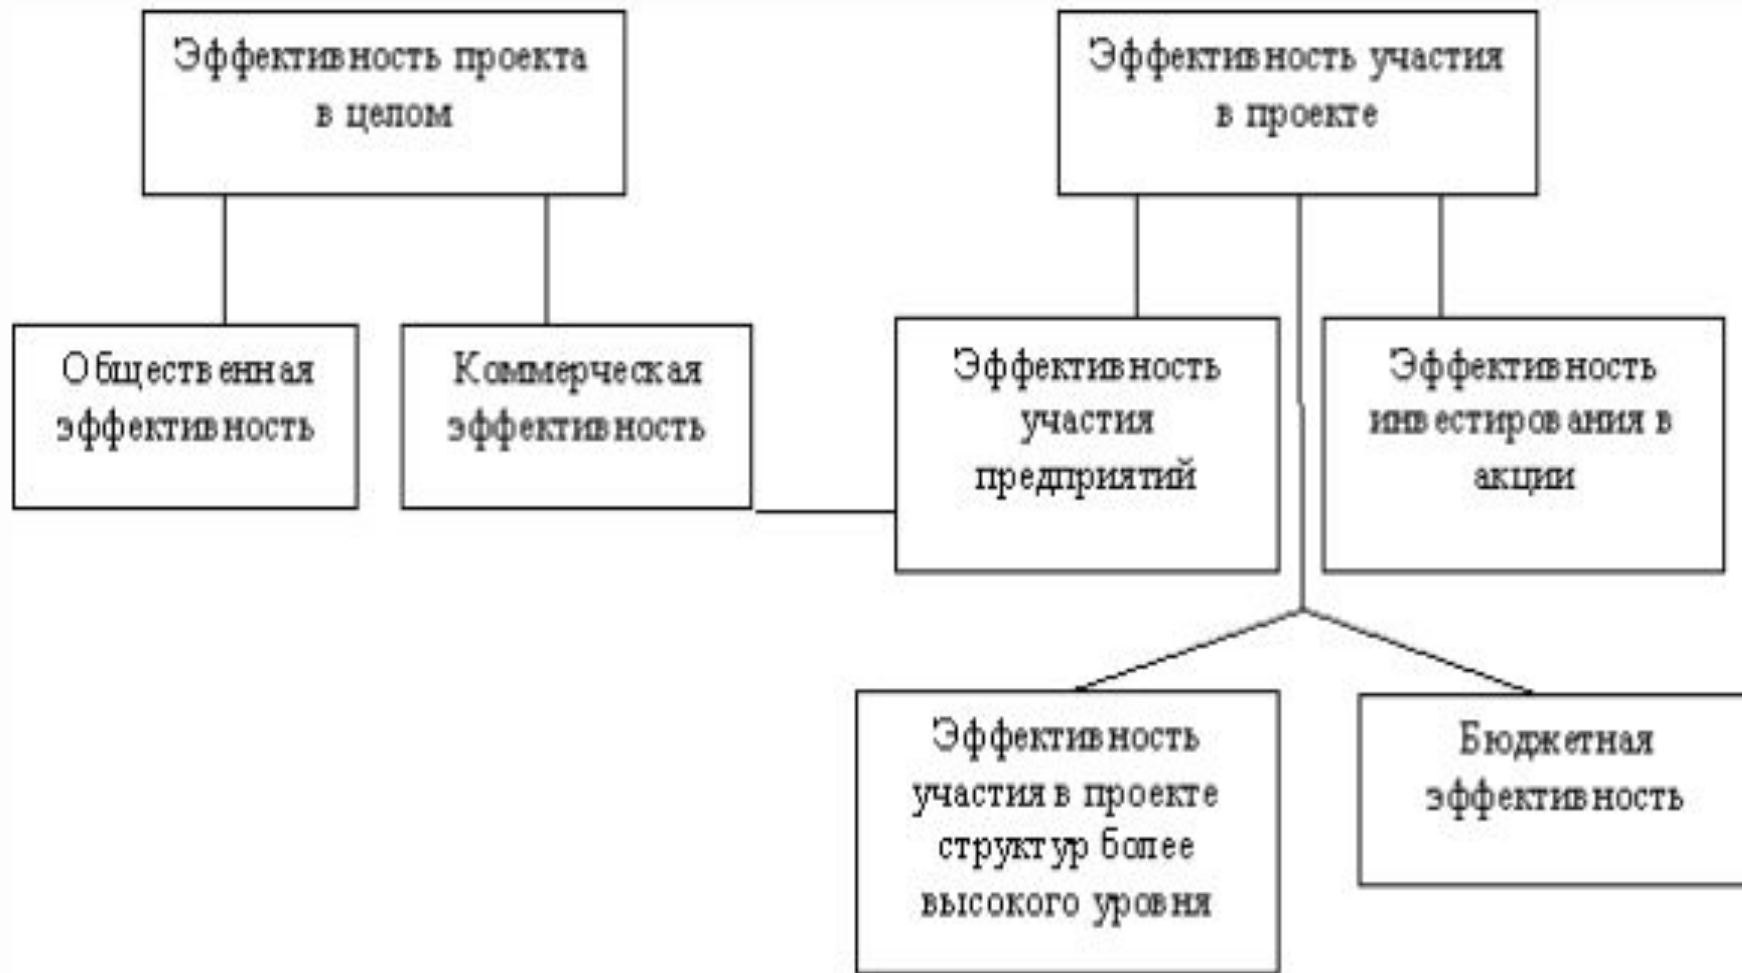 Эффективность проекта
в целом
Эффективность участия
в проекте
Общественная
эффективность
Коммерческая
эффективность
Эффективность
участия
предприятий
Эффективность
инвестирования в
акции
Эффективность
участия в проекте
структур более
высокого уровня
Бюджетная
эффективность